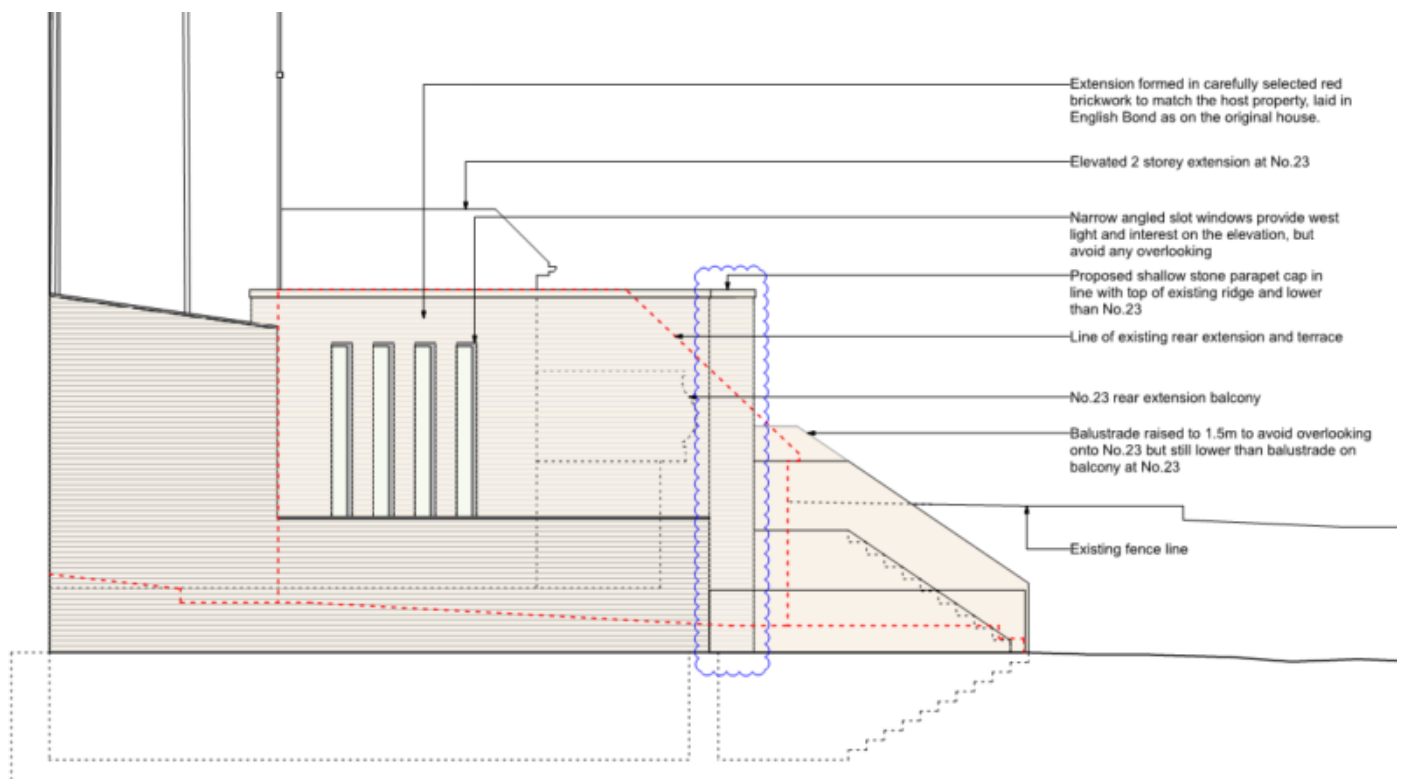 Extension formed in carefully selected red
brickwork to match the host property, laid in
English Bond as on the original house.
Elevated 2 storey extension at No.23
Narrow angled slot windows provide west
light and interest on the elevation, but
avoid any overlooking
Proposed shallow stone parapet cap in
line with top of existing ridge and lower
than No.23
Line of existing rear extension and terrace
No.23 rear extension balcony
Balustrade raised to 1.5m to avoid overlooking
onto No.23 but still lower than balustrade on
balcony at No.23
Existing fence line